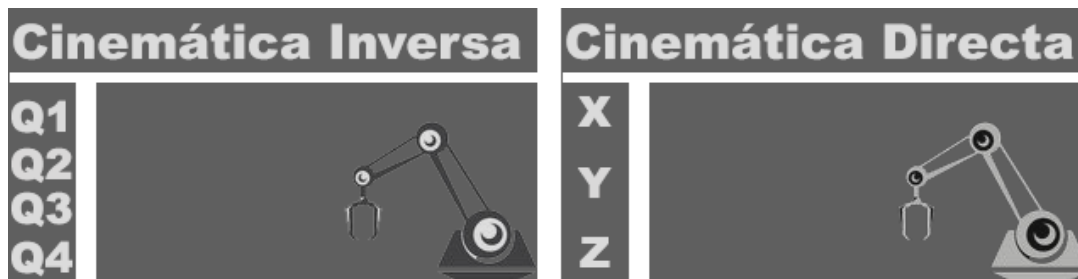 Cinemática Inversa
Q1
Q2
Q3
Q4
Cinemática Directa
X
Y
Z